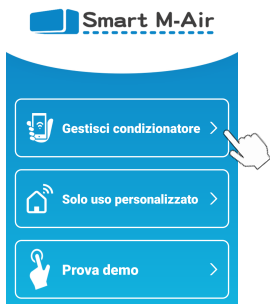 Smart M-Air
Gestisci condizionatore
Solo uso personalizzato
Prova demo